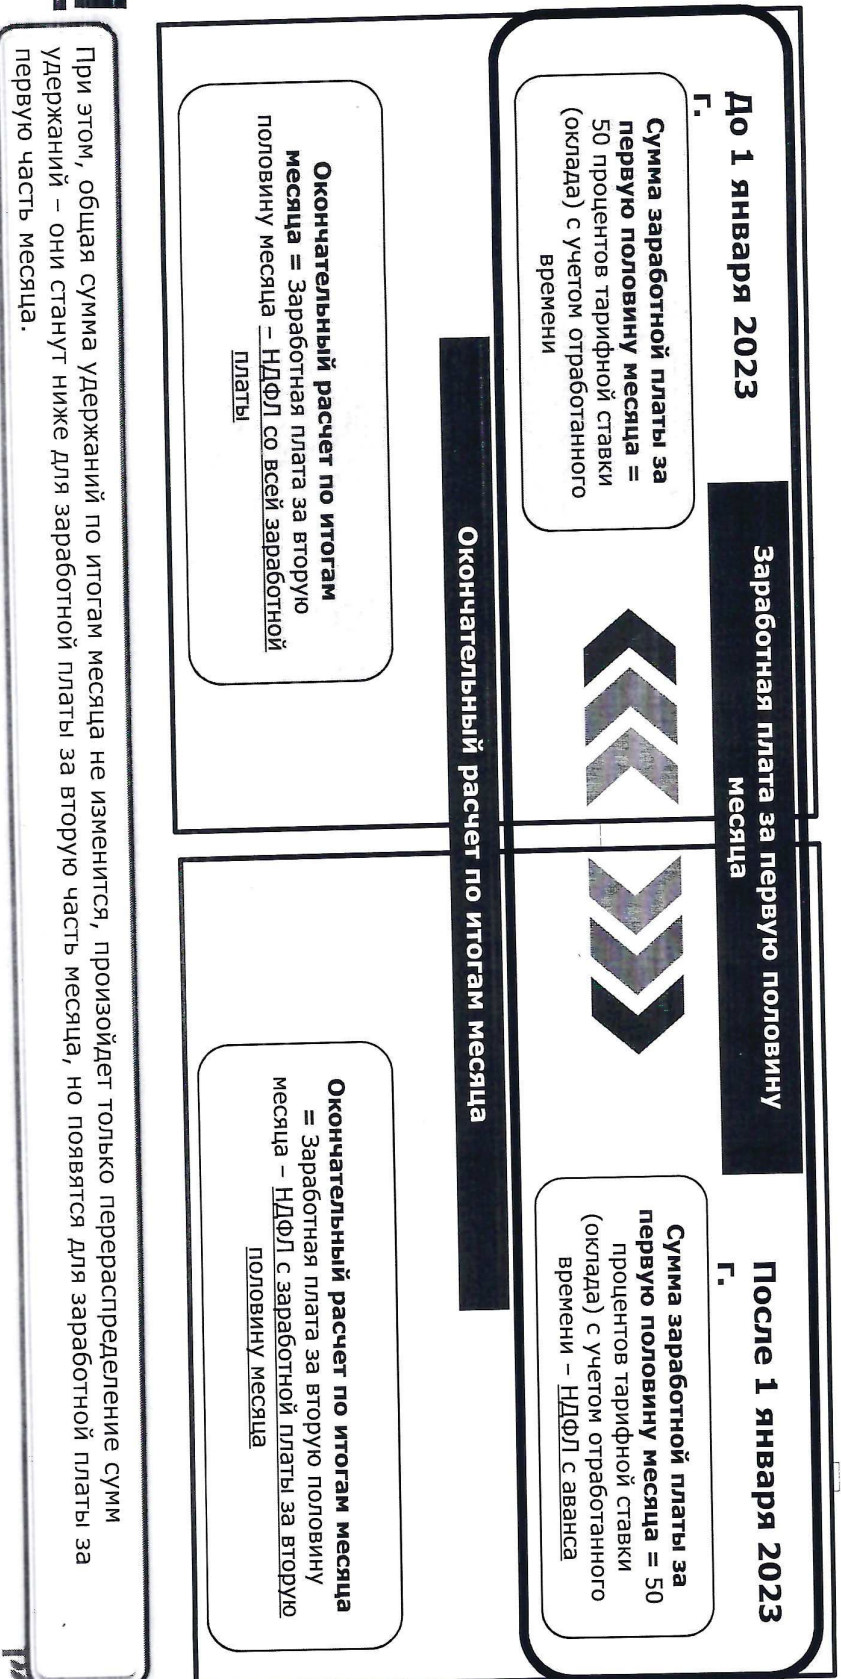 До 1 января 2023
г.
Заработная плата за первую половину
месяца
После 1 января 2023
г.
Сумма заработной платы за
первую половину месяца =
50 процентов тарифной ставки
(оклада) с учетом отработанного
времени
Сумма заработной платы за
первую половину месяца = 50
процентов тарифной ставки
(оклада) с учетом отработанного
времени – НДФЛ с аванса
Окончательный расчет по итогам месяца
Окончательный расчет по итогам
месяца = Заработная плата за вторую
половину месяца – НДФЛ со всей заработной
платы
Окончательный расчет по итогам месяца
= Заработная плата за вторую половину
месяца – НДФЛ с заработной платы за вторую
половину месяца
При этом, общая сумма удержаний по итогам месяца не изменится, произойдет только перераспределение сумм
удержаний – они станут ниже для заработной платы за вторую часть месяца, но появятся для заработной платы за
первую часть месяца.